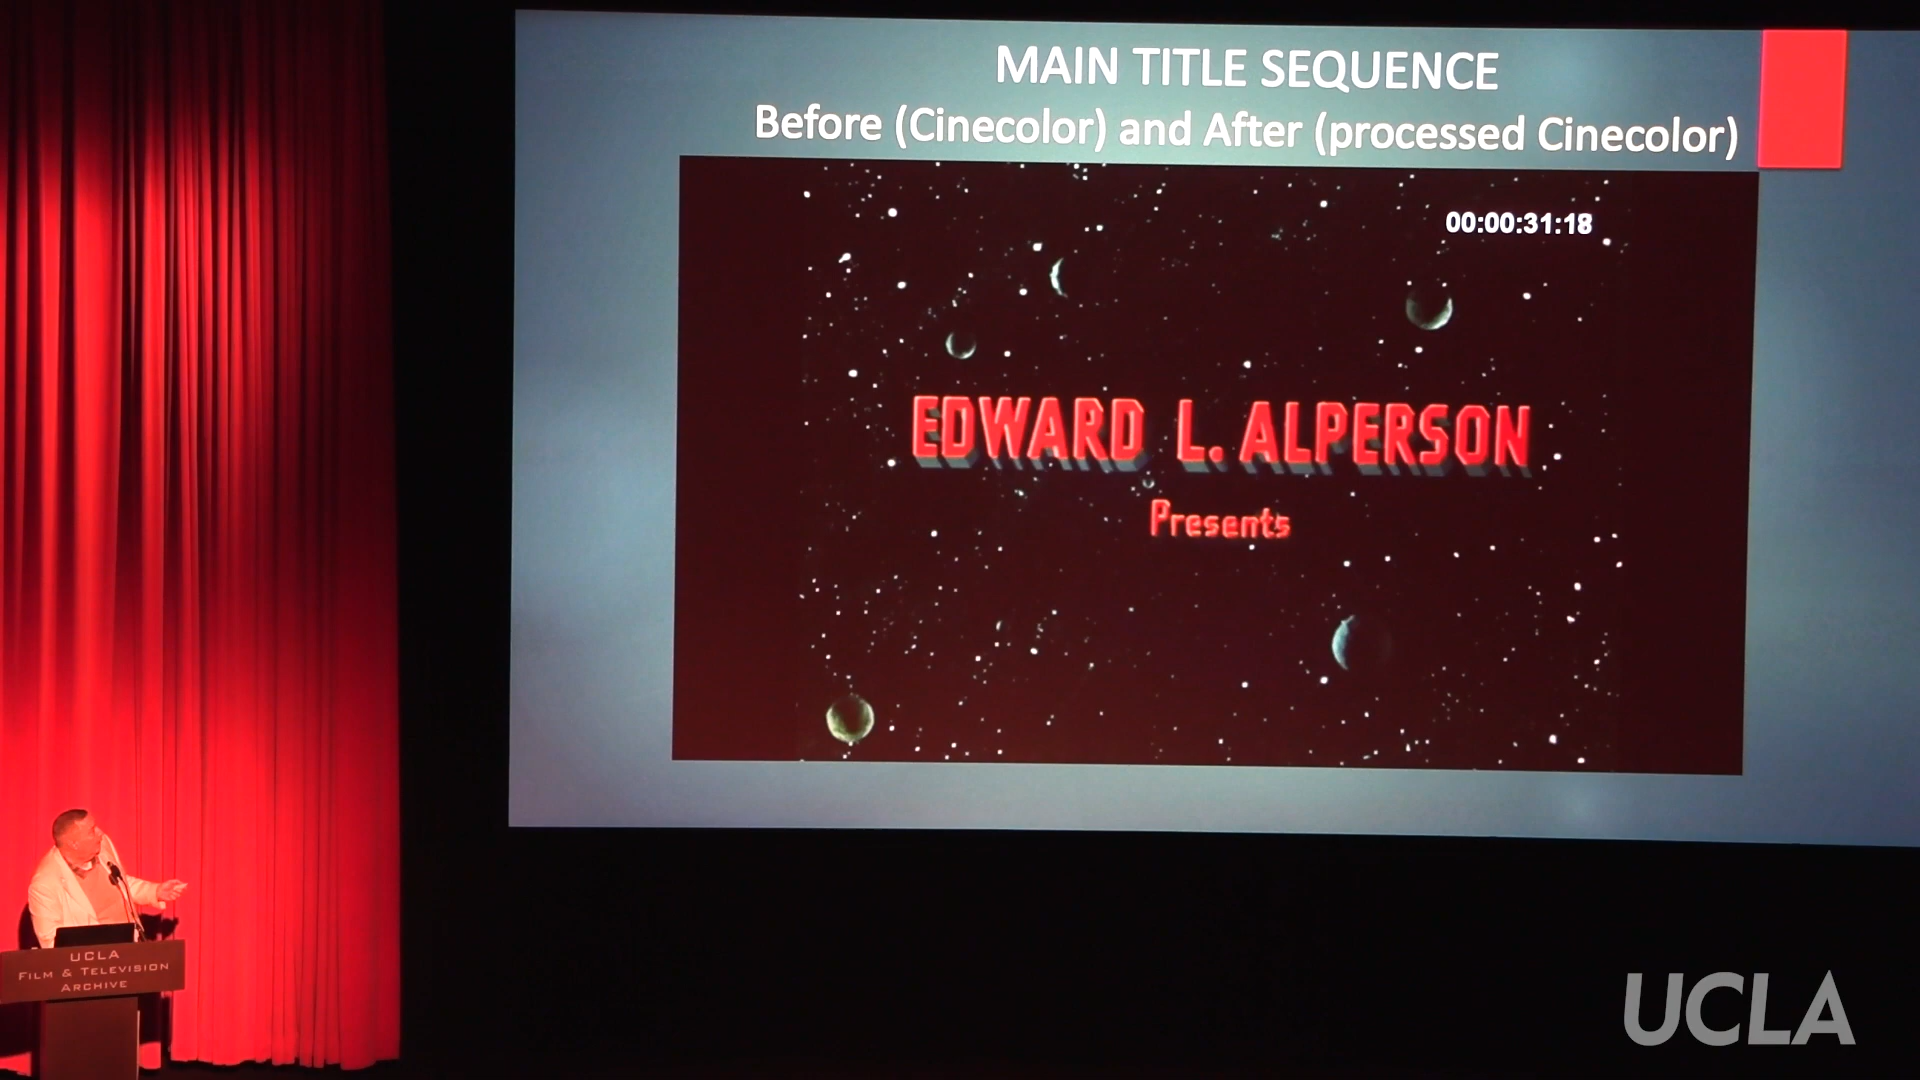 MAIN TITLE SEQUENCE
Before (Cinecolor) and After (processed Cinecolor)
00:00:31:18
EDWARD L. ALPERSON
Presents
UCLA
FILM & TELEVISION
ARCHIVE
UCLA